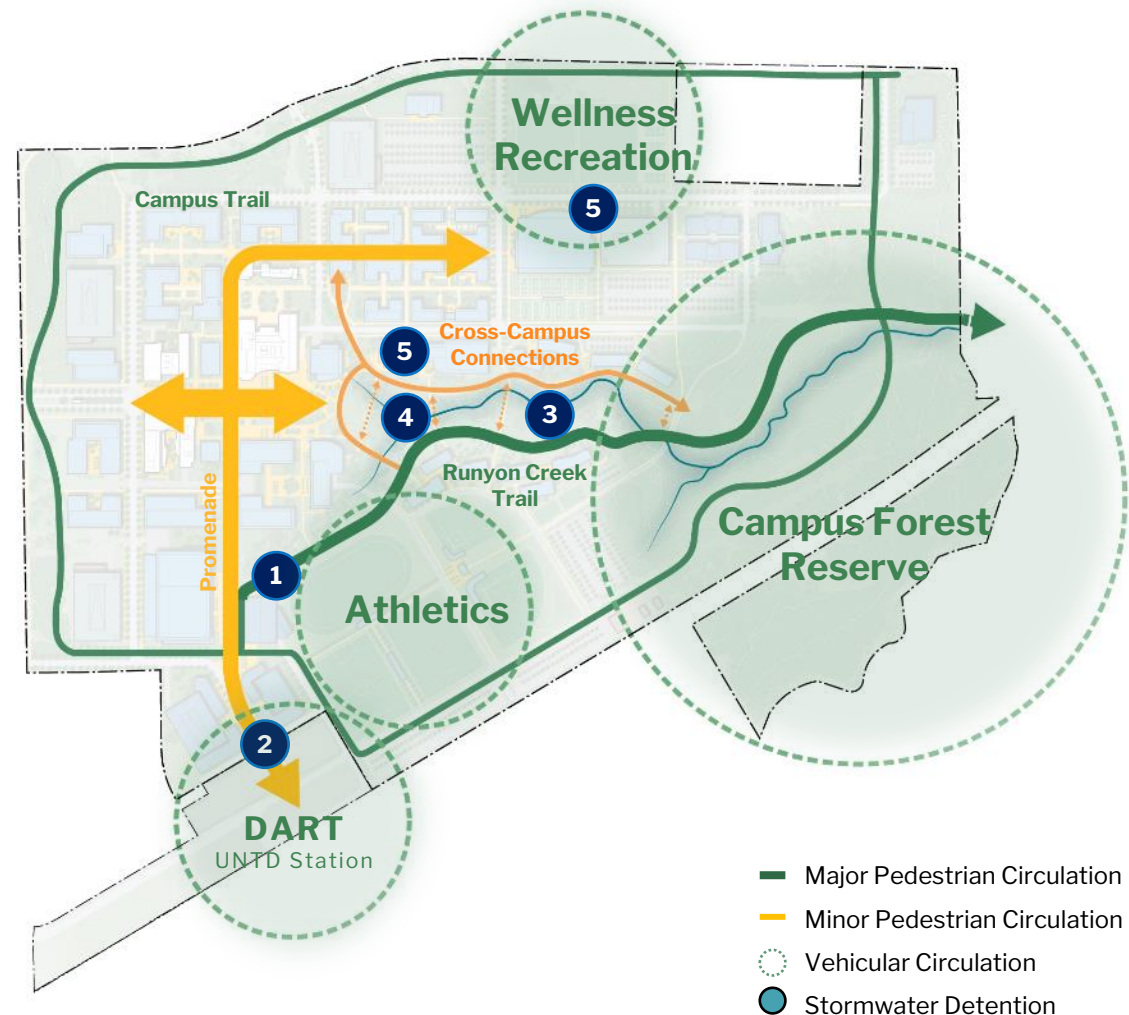 Wellness
Recreation
5
Campus Trail
5
Cross-Campus
Connections
4
3
Runyon Creek
Trail
Promenade
Campus Forest
Reserve
1
Athletics
2
DART
UNTD Station
Major Pedestrian Circulation
Minor Pedestrian Circulation
Vehicular Circulation
Stormwater Detention